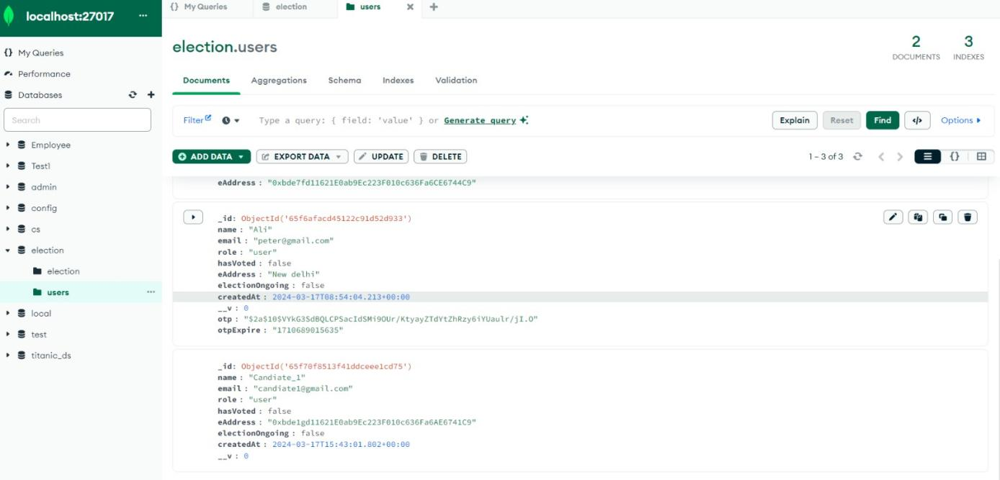 localhost:27017 ...
{} My Queries election users × +
{} My Queries
Performance
Databases
Search
Employee
Test1
admin
config
cs
election
election
users ...
local
test
titanic_ds
election.users
2 DOCUMENTS
3 INDEXES
Documents Aggregations Schema Indexes Validation
Filter Type a query: { field: 'value' } or Generate query Explain Reset Find </> Options
ADD DATA EXPORT DATA UPDATE DELETE 1 – 3 of 3 {}
eAddress : "0xbde7fd11621E0ab9Ec223F010c636Fa6CE6744C9"
_id: ObjectId('65f6afacd45122c91d52d933')
name : "Ali"
email : "peter@gmail.com"
role : "user"
hasVoted : false
eAddress : "New delhi"
electionOngoing : false
createdAt : 2024-03-17T08:54:04.213+00:00
__v : 0
otp : "$2a$10$VYkG3SdBQLCPSacIdSMi9OUr/KtyayZTdYtZhRzy6iYUaulr/jI.O"
otpExpire : "1710689015635"
_id: ObjectId('65f70f8513f41ddceee1cd75')
name : "Candiate_1"
email : "candiate1@gmail.com"
role : "user"
hasVoted : false
eAddress : "0xbde1gd11621E0ab9Ec223F010c636Fa6AE6741C9"
electionOngoing : false
createdAt : 2024-03-17T15:43:01.802+00:00
__v : 0